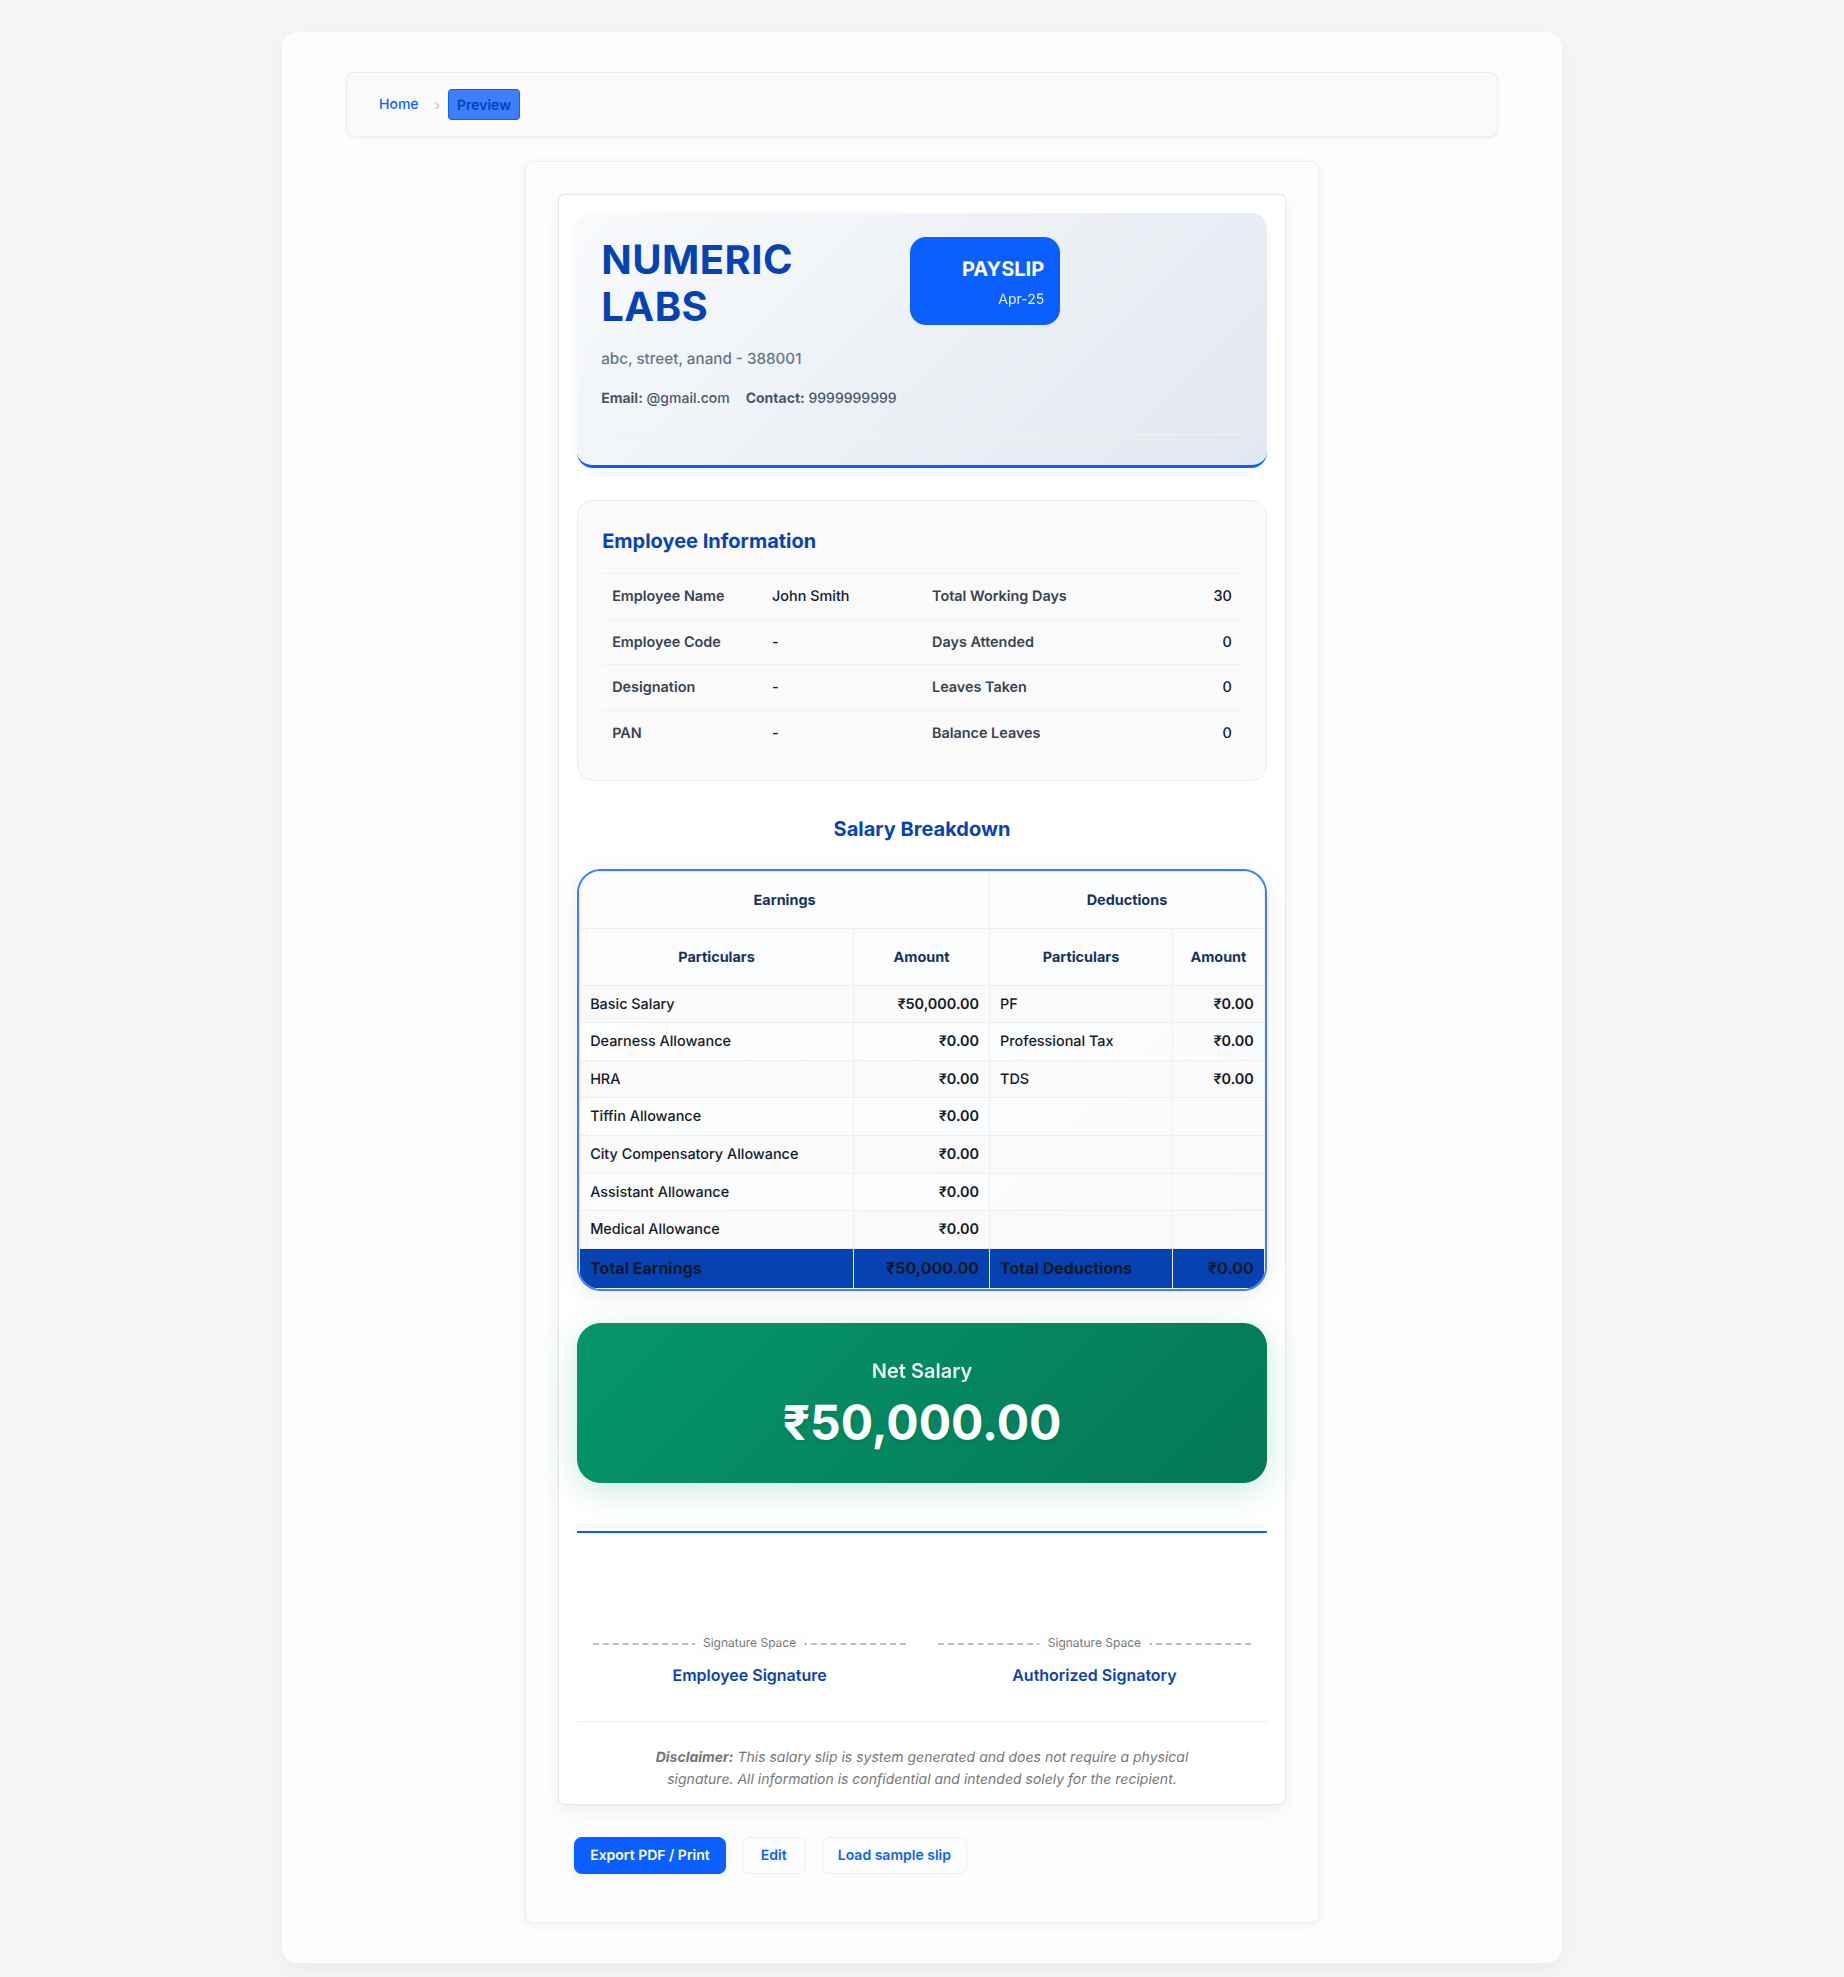 Home › Preview
NUMERIC
LABS
PAYSLIP
Apr-25
abc, street, anand - 388001
Email: @gmail.com Contact: 9999999999
Employee Information
Employee Name John Smith Total Working Days 30
Employee Code - Days Attended 0
Designation - Leaves Taken 0
PAN - Balance Leaves 0
Salary Breakdown
Earnings Deductions
Particulars Amount Particulars Amount
Basic Salary ₹50,000.00 PF ₹0.00
Dearness Allowance ₹0.00 Professional Tax ₹0.00
HRA ₹0.00 TDS ₹0.00
Tiffin Allowance ₹0.00
City Compensatory Allowance ₹0.00
Assistant Allowance ₹0.00
Medical Allowance ₹0.00
Total Earnings ₹50,000.00 Total Deductions ₹0.00
Net Salary
₹50,000.00
Signature Space Signature Space
Employee Signature Authorized Signatory
Disclaimer: This salary slip is system generated and does not require a physical
signature. All information is confidential and intended solely for the recipient.
Export PDF / Print Edit Load sample slip